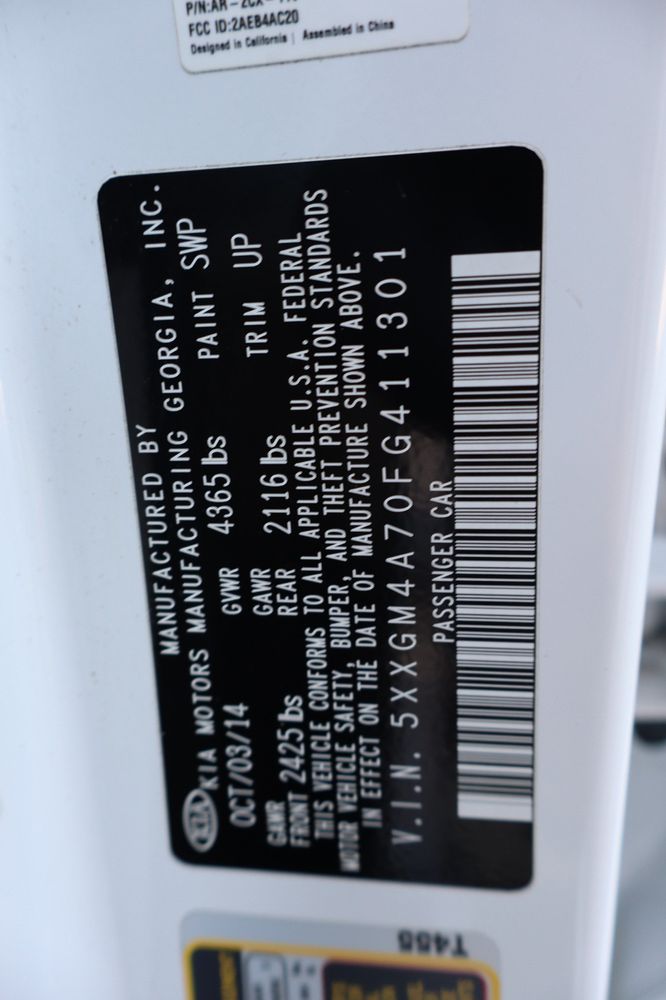 FCC ID:2AEB4AC20
Designed in California | Assembled in China
MANUFACTURED BY
KIA KIA MOTORS MANUFACTURING GEORGIA, INC.
OCT/03/14 GVWR 4365 lbs PAINT SWP
GAWR FRONT 2425 lbs GAWR REAR 2116 lbs TRIM UP
THIS VEHICLE CONFORMS TO ALL APPLICABLE U.S.A. FEDERAL
MOTOR VEHICLE SAFETY, BUMPER, AND THEFT PREVENTION STANDARDS
IN EFFECT ON THE DATE OF MANUFACTURE SHOWN ABOVE.
V.I.N. 5XXGM4A70FG411301
PASSENGER CAR
T455